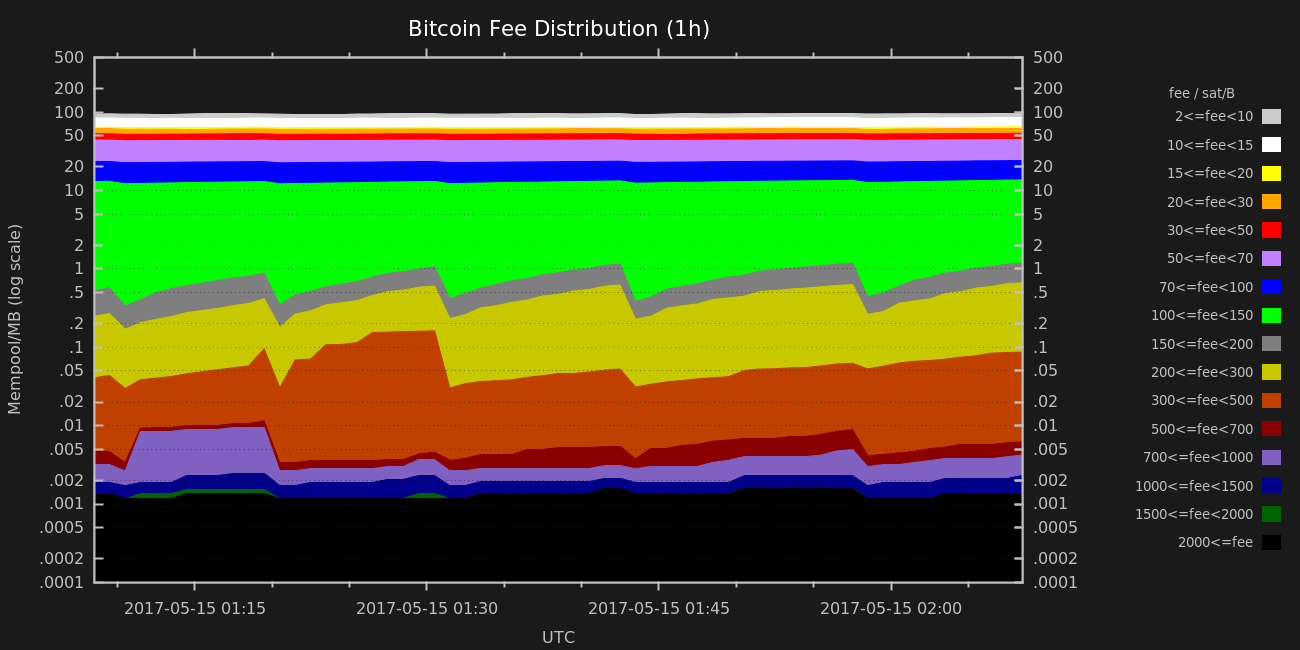 Bitcoin Fee Distribution (1h)
500
200
100
50
20
10
5
2
1
.5
.2
.1
.05
.02
.01
.005
.002
.001
.0005
.0002
.0001
Mempool/MB (log scale)
500
200
100
50
20
10
5
2
1
.5
.2
.1
.05
.02
.01
.005
.002
.001
.0005
.0002
.0001
2017-05-15 01:15
2017-05-15 01:30
2017-05-15 01:45
2017-05-15 02:00
UTC
fee / sat/B
2<=fee<10
10<=fee<15
15<=fee<20
20<=fee<30
30<=fee<50
50<=fee<70
70<=fee<100
100<=fee<150
150<=fee<200
200<=fee<300
300<=fee<500
500<=fee<700
700<=fee<1000
1000<=fee<1500
1500<=fee<2000
2000<=fee